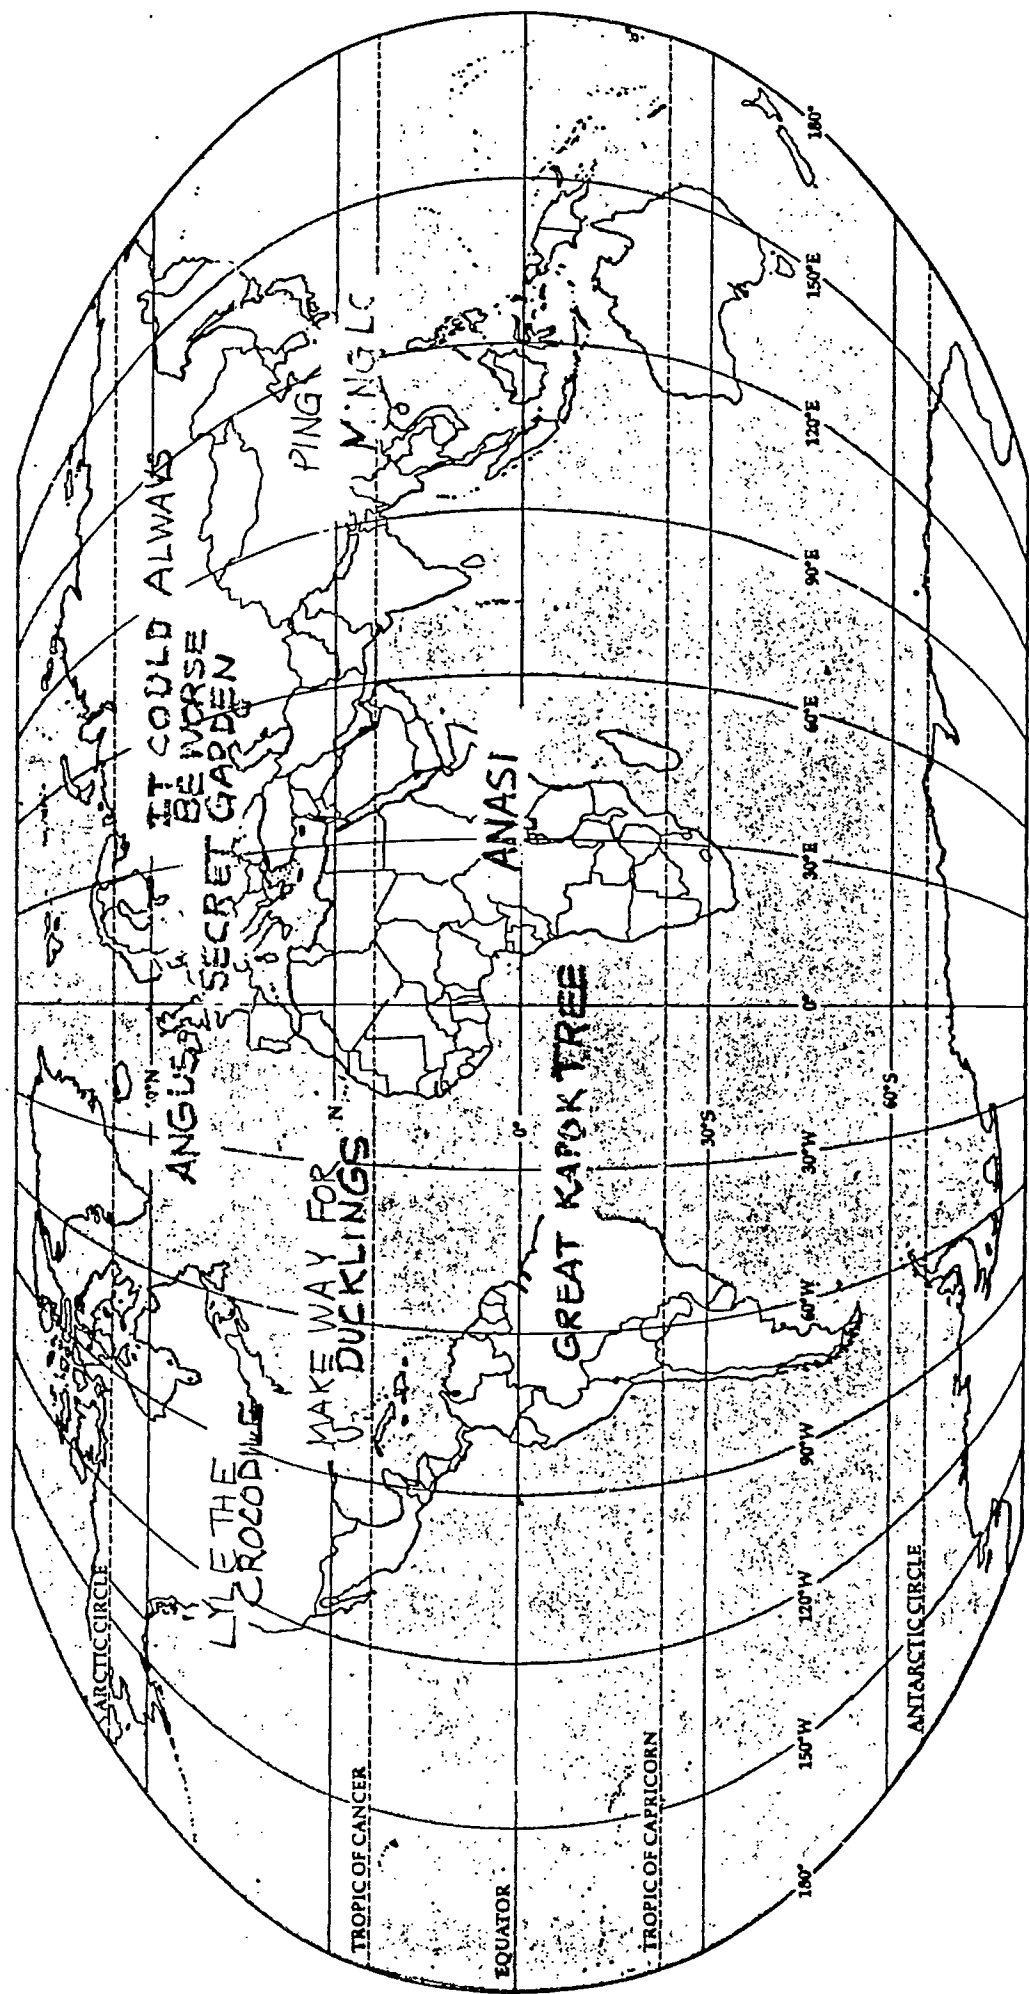 ARCTIC CIRCLE
LYLE THE
CROCODILE
ANGUS
IT COULD ALWAYS
BE WORSE
SECRET GARDEN
PING
MAKE WAY FOR
DUCKLINGS
N
TROPIC OF CANCER
ANASI
EQUATOR
0°
GREAT KAPOK TREE
TROPIC OF CAPRICORN
30°S
180°
150°W
120°W
90°W
60°W
30°W
0°
30°E
60°E
90°E
120°E
150°E
180°
60°S
ANTARCTIC CIRCLE